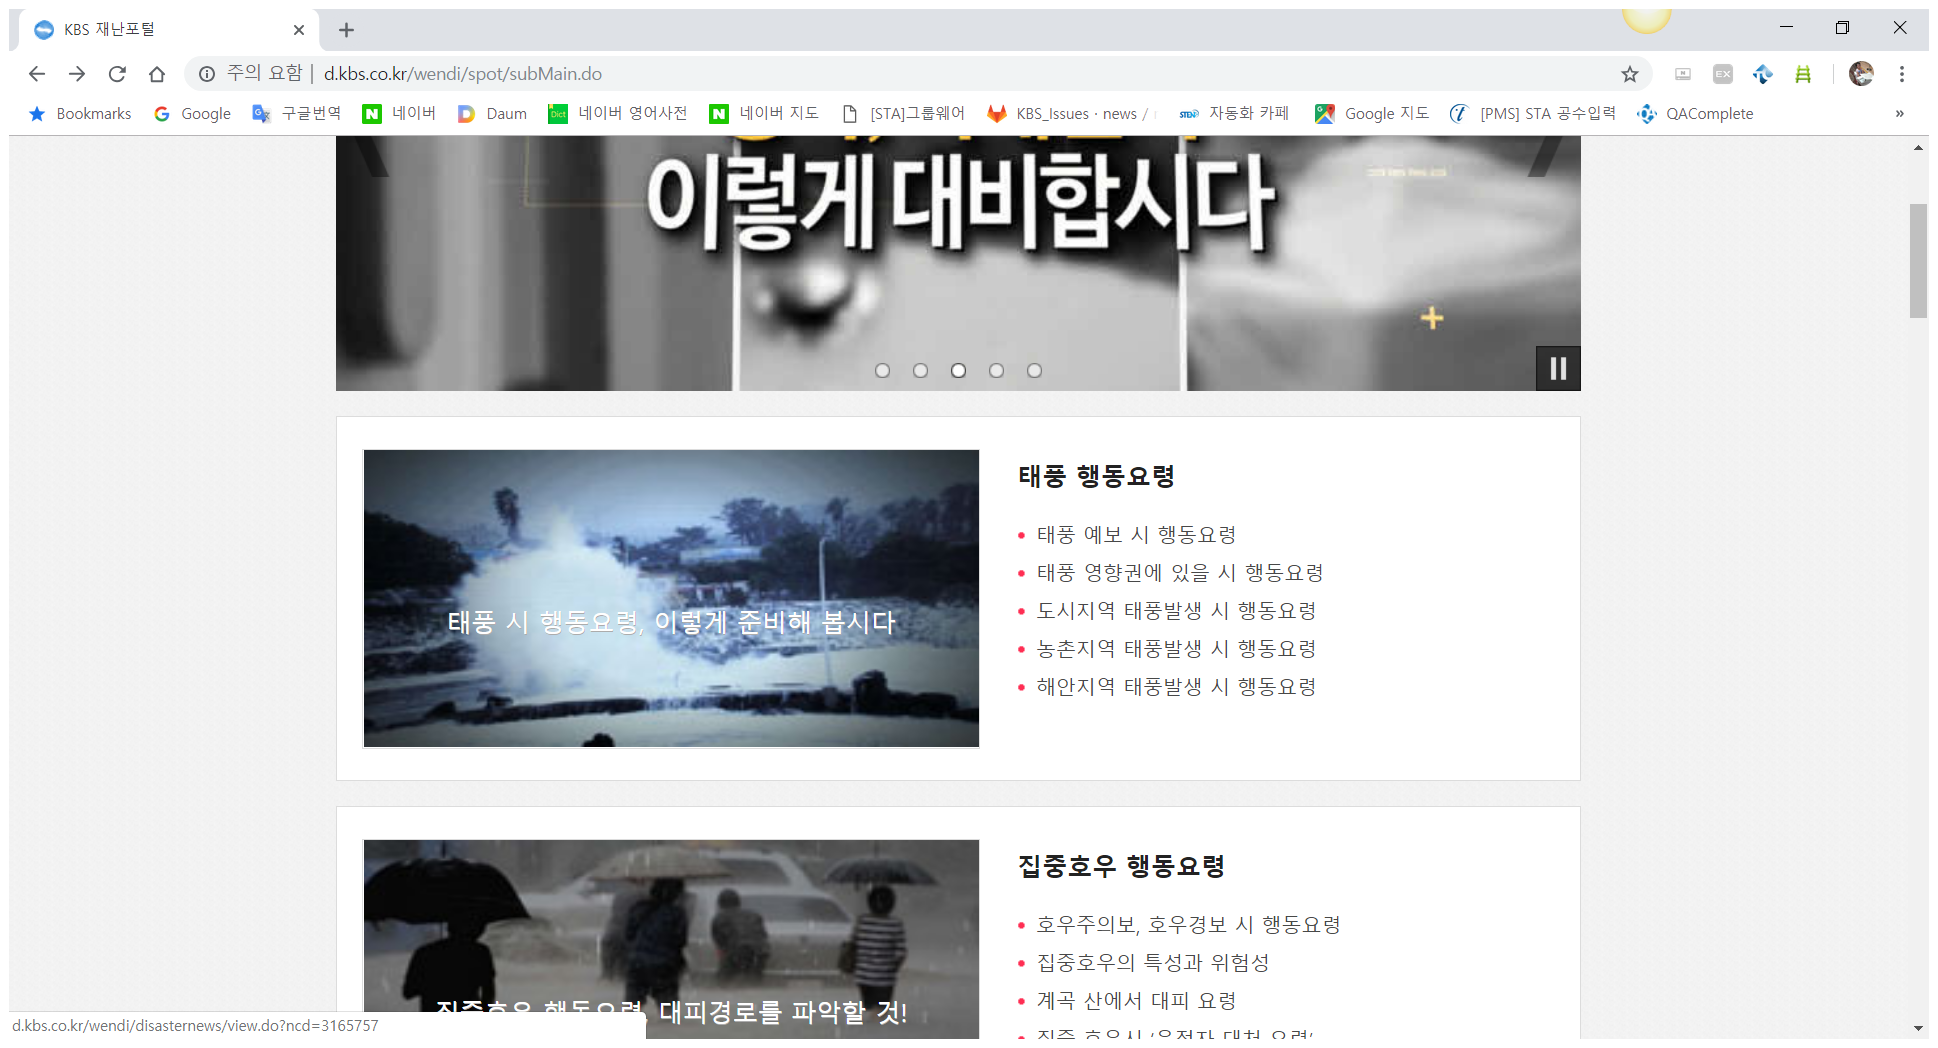 KBS 재난포털
주의 요함 | d.kbs.co.kr/wendi/spot/subMain.do
Bookmarks Google 구글번역 네이버 Daum 네이버 영어사전 네이버 지도 [STA]그룹웨어 KBS_Issues · news / 자동화 카페 Google 지도 [PMS] STA 공수입력 QAComplete »
이렇게 대비합시다
태풍 시 행동요령, 이렇게 준비해 봅시다
태풍 행동요령
태풍 예보 시 행동요령
태풍 영향권에 있을 시 행동요령
도시지역 태풍발생 시 행동요령
농촌지역 태풍발생 시 행동요령
해안지역 태풍발생 시 행동요령
집중호우 행동요령, 대피경로를 파악할 것!
집중호우 행동요령
호우주의보, 호우경보 시 행동요령
집중호우의 특성과 위험성
계곡 산에서 대피 요령
d.kbs.co.kr/wendi/disasternews/view.do?ncd=3165757